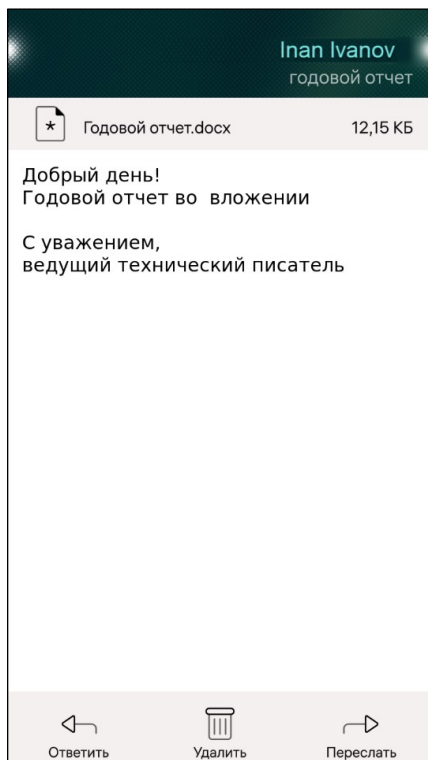 Inan Ivanov
годовой отчет
* Годовой отчет.docx 12,15 КБ
Добрый день!
Годовой отчет во  вложении
С уважением,
ведущий технический писатель
Ответить Удалить Переслать